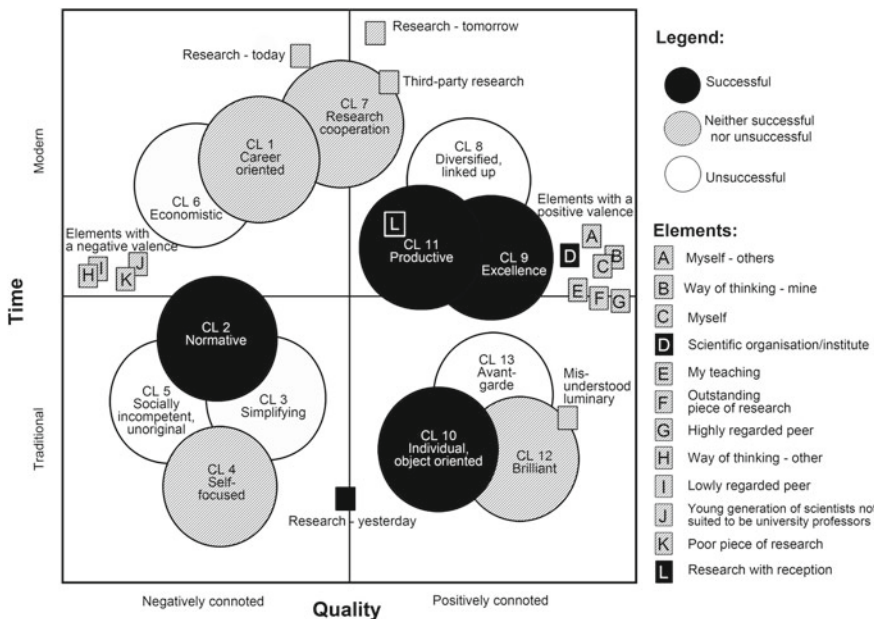 Research - tomorrow
Research - today
Third-party research
CL 7
Research
cooperation
CL 1
Career
oriented
CL 8
Diversified,
linked up
CL 6
Economistic
Elements with a
positive valence
Elements with
a negative valence
L
CL 11
Productive
CL 9
Excellence
A
B
C
D
E
F
G
H
I
J
K
CL 2
Normative
CL 5
Socially
incompetent,
unoriginal
CL 3
Simplifying
CL 4
Self-
focused
CL 13
Avant-
garde
Mis-
understood
luminary
CL 10
Individual,
object oriented
CL 12
Brilliant
Research - yesterday
Modern
Time
Traditional
Negatively connoted
Quality
Positively connoted
Legend:
Successful
Neither successful
nor unsuccessful
Unsuccessful
Elements:
A Myself - others
B Way of thinking - mine
C Myself
D Scientific organisation/institute
E My teaching
F Outstanding
piece of research
G Highly regarded peer
H Way of thinking - other
I Lowly regarded peer
J Young generation of scientists not
suited to be university professors
K Poor piece of research
L Research with reception